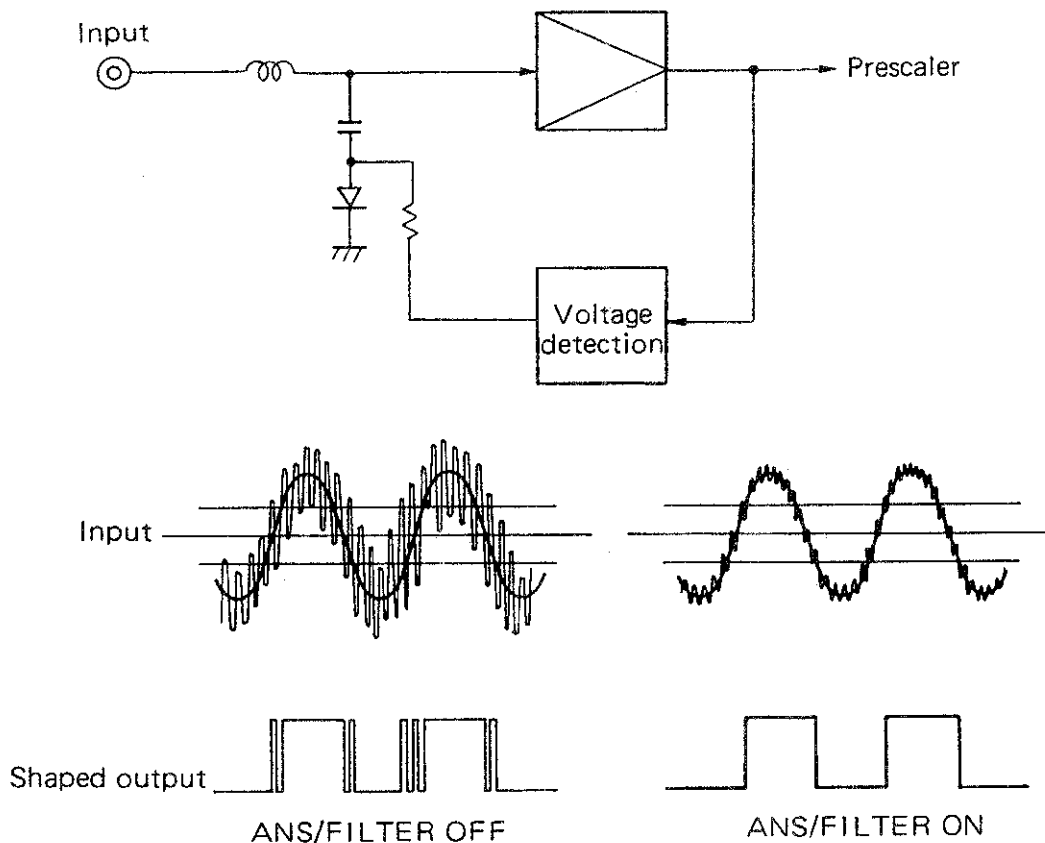 Input
Prescaler
Voltage
detection
Input
Shaped output
ANS/FILTER OFF
ANS/FILTER ON